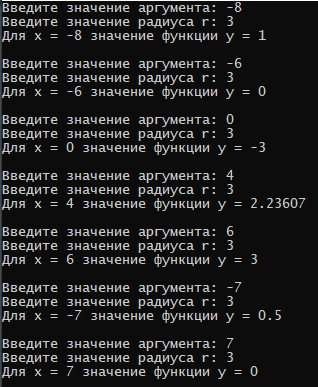 Введите значение аргумента: -8
Введите значение радиуса r: 3
Для x = -8 значение функции y = 1
Введите значение аргумента: -6
Введите значение радиуса r: 3
Для x = -6 значение функции y = 0
Введите значение аргумента: 0
Введите значение радиуса r: 3
Для x = 0 значение функции y = -3
Введите значение аргумента: 4
Введите значение радиуса r: 3
Для x = 4 значение функции y = 2.23607
Введите значение аргумента: 6
Введите значение радиуса r: 3
Для x = 6 значение функции y = 3
Введите значение аргумента: -7
Введите значение радиуса r: 3
Для x = -7 значение функции y = 0.5
Введите значение аргумента: 7
Введите значение радиуса r: 3
Для x = 7 значение функции y = 0